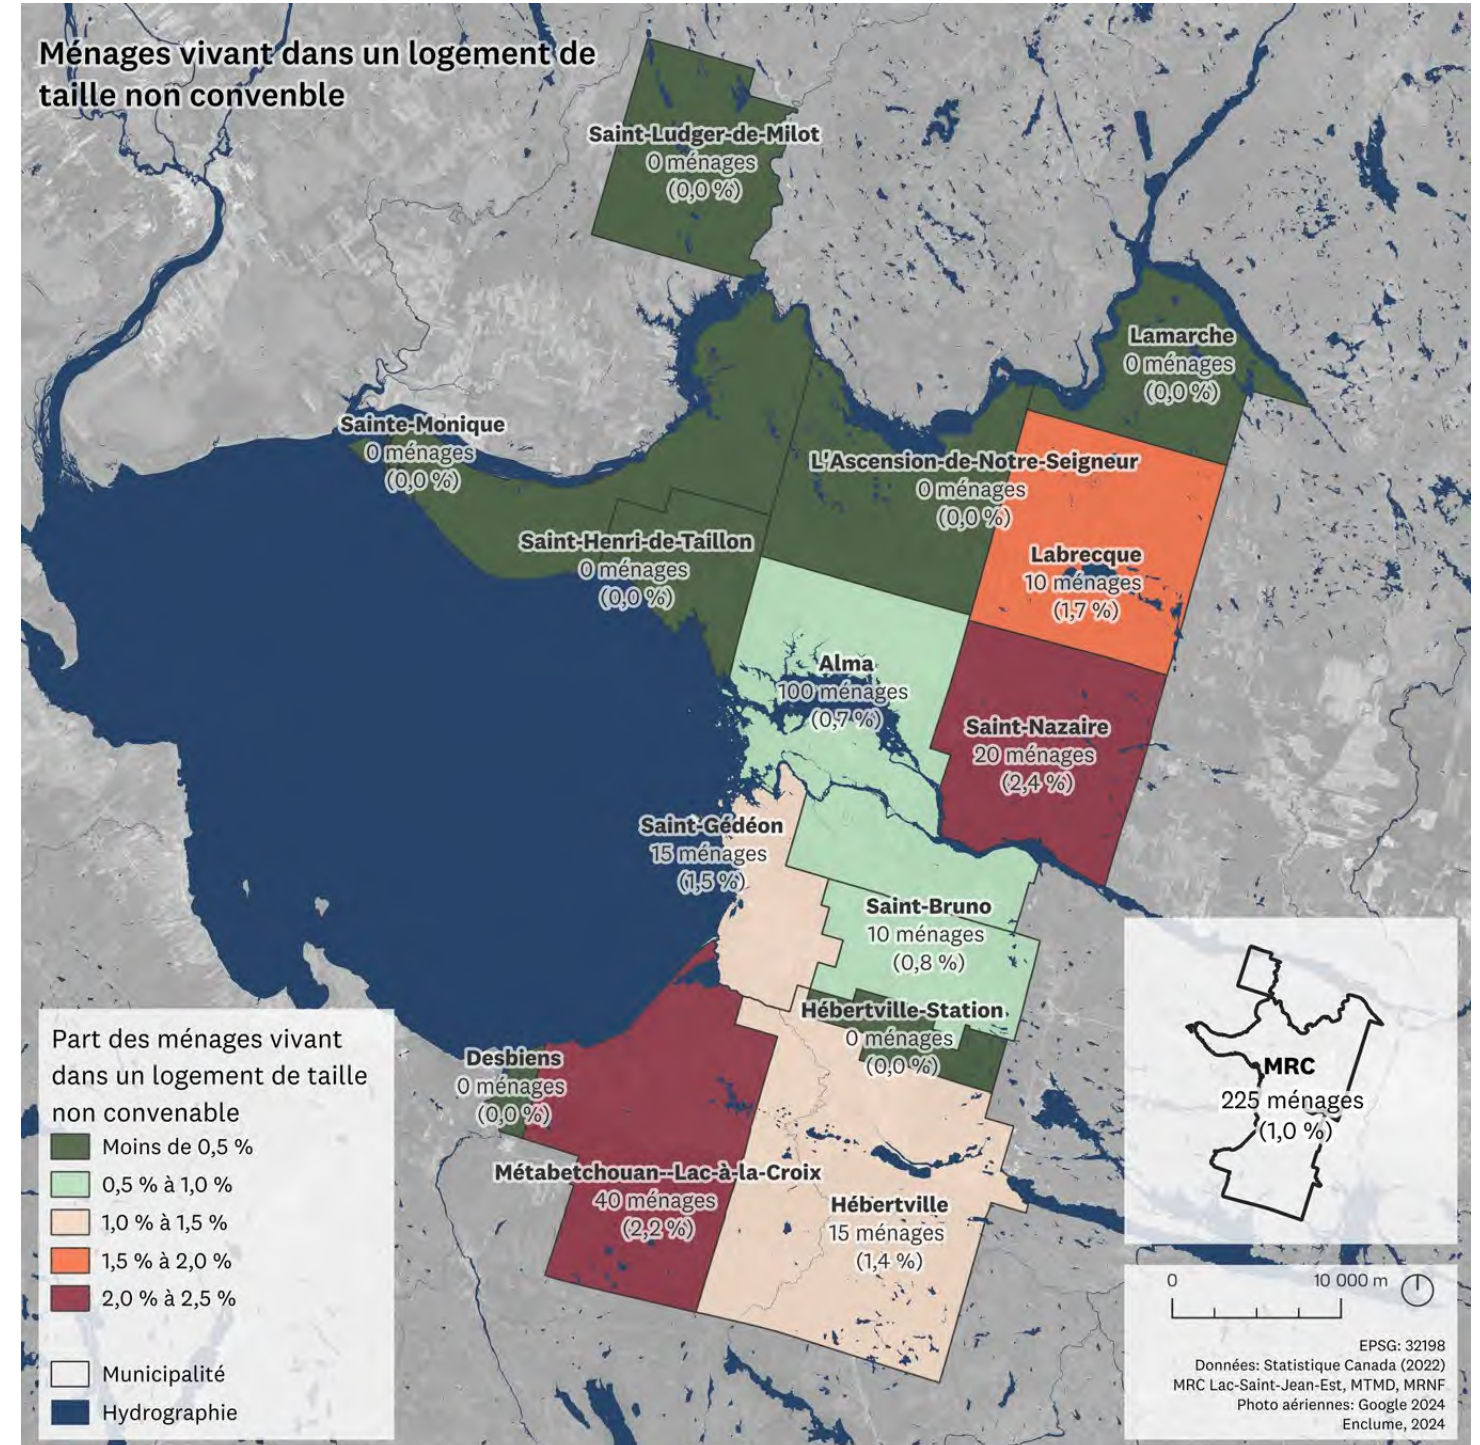 Ménages vivant dans un logement de
taille non convenble
Saint-Ludger-de-Milot
0 ménages
(0,0 %)
Lamarche
0 ménages
(0,0 %)
Sainte-Monique
0 ménages
(0,0 %)
L'Ascension-de-Notre-Seigneur
0 ménages
(0,0 %)
Saint-Henri-de-Taillon
0 ménages
(0,0 %)
Labrecque
10 ménages
(1,7 %)
Alma
100 ménages
(0,7 %)
Saint-Nazaire
20 ménages
(2,4 %)
Saint-Gédéon
15 ménages
(1,5 %)
Saint-Bruno
10 ménages
(0,8 %)
Hébertville-Station
0 ménages
(0,0 %)
Desbiens
0 ménages
(0,0 %)
Métabetchouan--Lac-à-la-Croix
40 ménages
(2,2 %)
Hébertville
15 ménages
(1,4 %)
Part des ménages vivant
dans un logement de taille
non convenable
Moins de 0,5 %
0,5 % à 1,0 %
1,0 % à 1,5 %
1,5 % à 2,0 %
2,0 % à 2,5 %
Municipalité
Hydrographie
MRC
225 ménages
(1,0 %)
0 10 000 m
EPSG: 32198
Données: Statistique Canada (2022)
MRC Lac-Saint-Jean-Est, MTMD, MRNF
Photo aériennes: Google 2024
Enclume, 2024